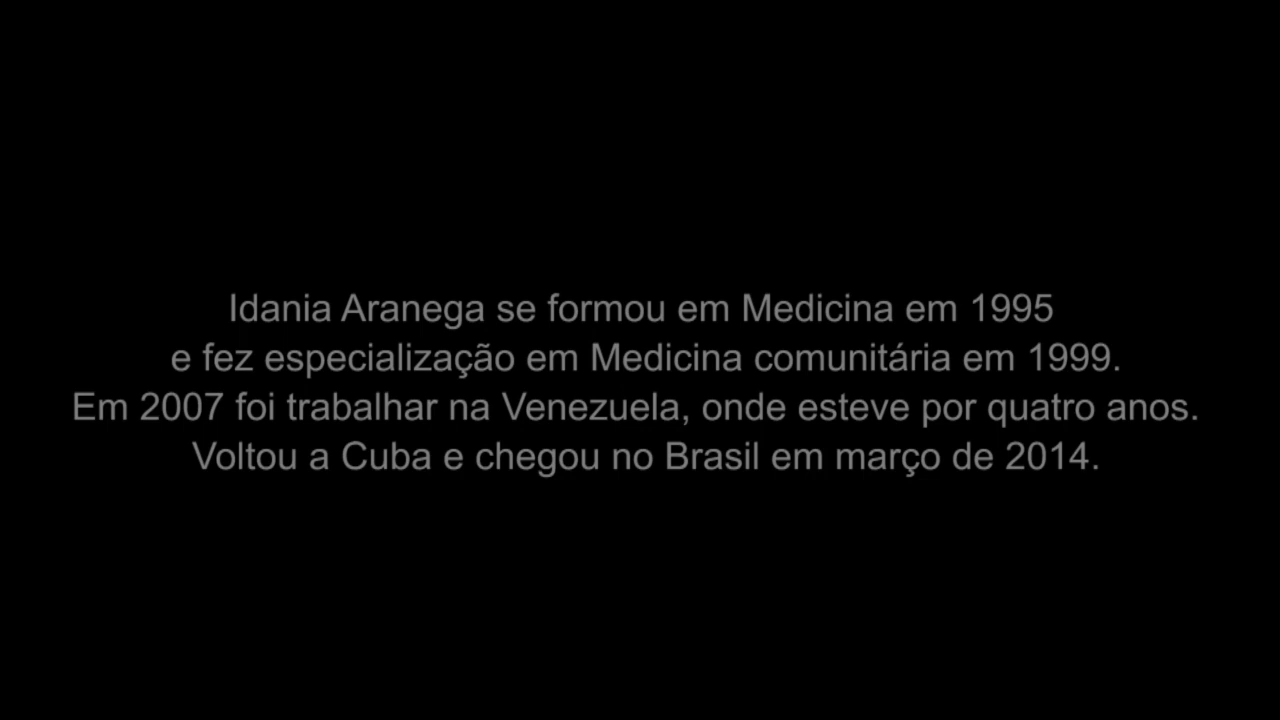 Idania Aranega se formou em Medicina em 1995
e fez especialização em Medicina comunitária em 1999.
Em 2007 foi trabalhar na Venezuela, onde esteve por quatro anos.
Voltou a Cuba e chegou no Brasil em março de 2014.